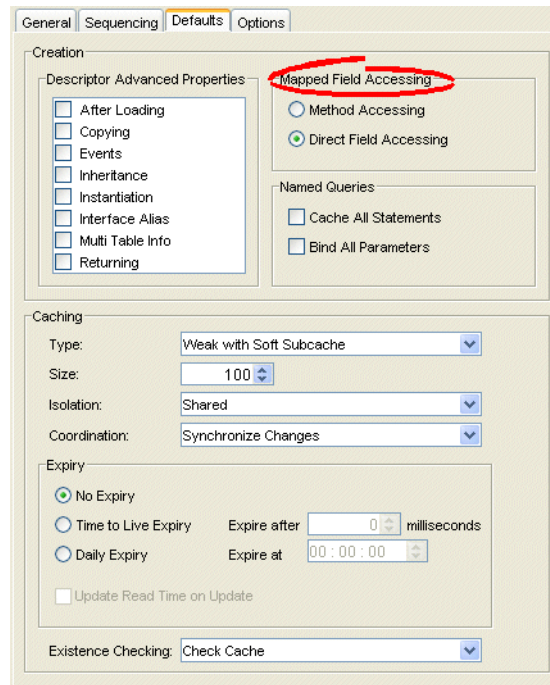 General Sequencing Defaults Options
Creation
Descriptor Advanced Properties
After Loading
Copying
Events
Inheritance
Instantiation
Interface Alias
Multi Table Info
Returning
Mapped Field Accessing
Method Accessing
Direct Field Accessing
Named Queries
Cache All Statements
Bind All Parameters
Caching
Type: Weak with Soft Subcache
Size: 100
Isolation: Shared
Coordination: Synchronize Changes
Expiry
No Expiry
Time to Live Expiry Expire after 0 milliseconds
Daily Expiry Expire at 00:00:00
Update Read Time on Update
Existence Checking: Check Cache